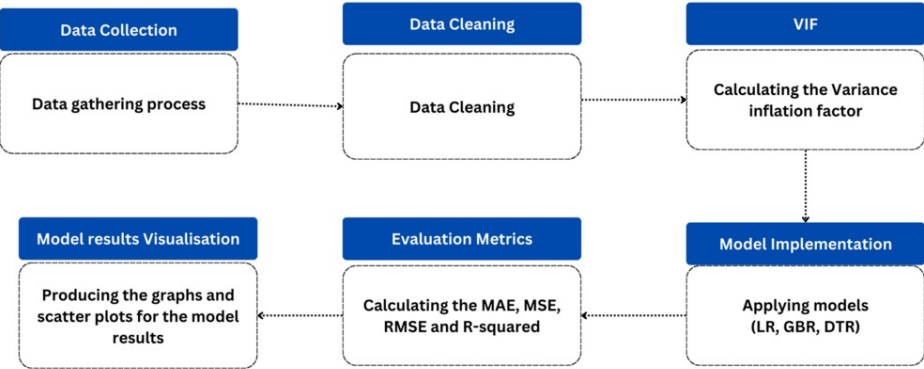 Data Collection
Data gathering process
Data Cleaning
Data Cleaning
VIF
Calculating the Variance
inflation factor
Model Implementation
Applying models
(LR, GBR, DTR)
Evaluation Metrics
Calculating the MAE, MSE,
RMSE and R-squared
Model results Visualisation
Producing the graphs and
scatter plots for the model
results